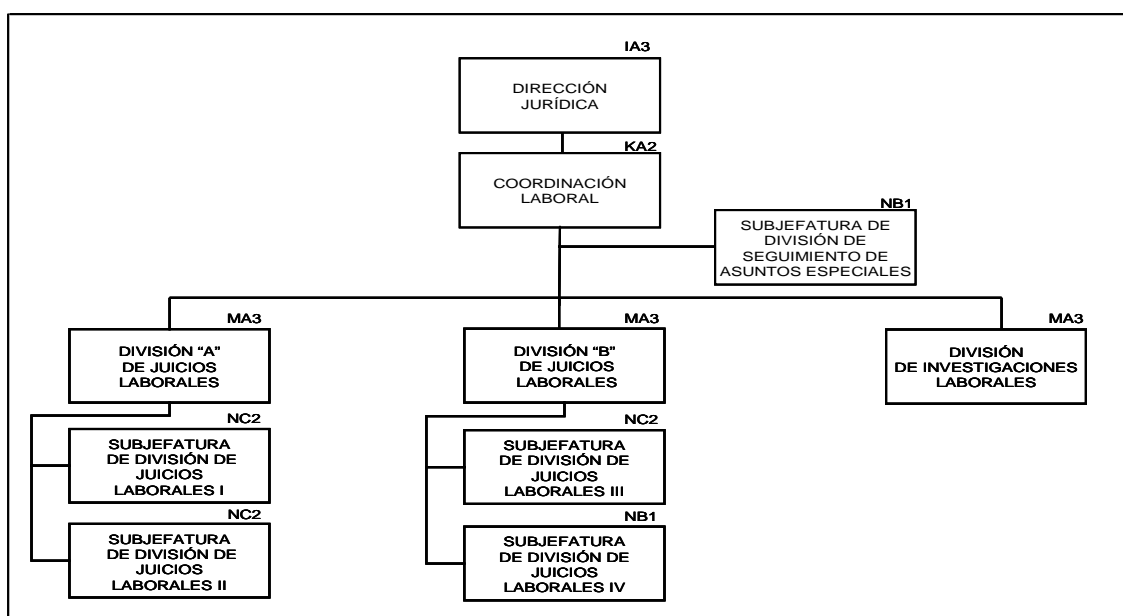 IA3
DIRECCIÓN
JURÍDICA
KA2
COORDINACIÓN
LABORAL
NB1
SUBJEFATURA DE
DIVISIÓN DE
SEGUIMIENTO DE
ASUNTOS ESPECIALES
MA3
DIVISIÓN “A”
DE JUICIOS
LABORALES
MA3
DIVISIÓN “B”
DE JUICIOS
LABORALES
MA3
DIVISIÓN
DE INVESTIGACIONES
LABORALES
NC2
SUBJEFATURA
DE DIVISIÓN DE
JUICIOS
LABORALES I
NC2
SUBJEFATURA
DE DIVISIÓN DE
JUICIOS
LABORALES II
NC2
SUBJEFATURA
DE DIVISIÓN DE
JUICIOS
LABORALES III
NB1
SUBJEFATURA
DE DIVISIÓN DE
JUICIOS
LABORALES IV